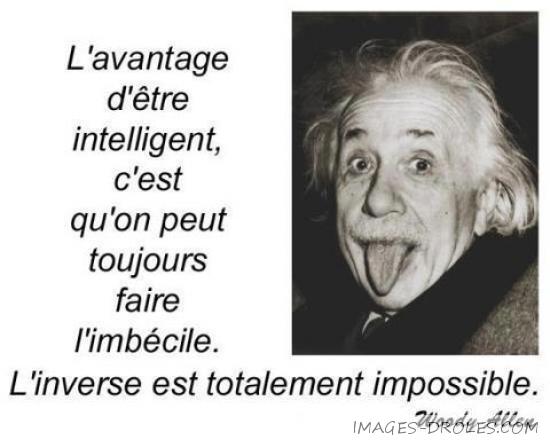 L'avantage
d'être
intelligent,
c'est
qu'on peut
toujours
faire
l'imbécile.
L'inverse est totalement impossible.
Woody Allen
IMAGES-DROLES.COM